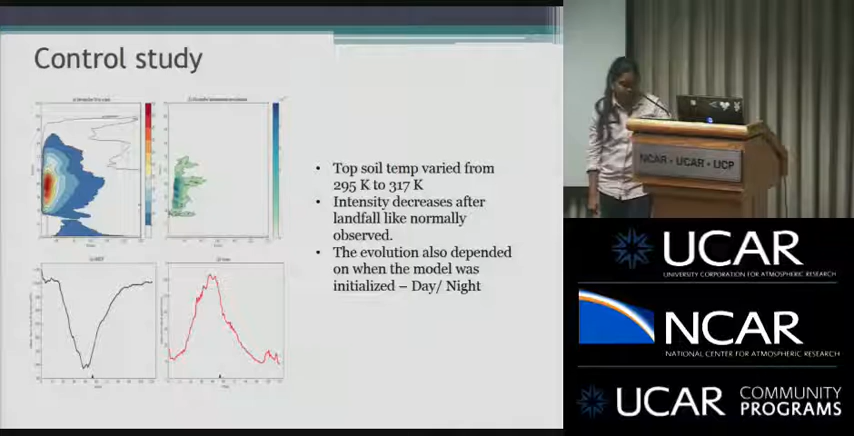 Control study
• Top soil temp varied from
295 K to 317 K
• Intensity decreases after
landfall like normally
observed.
• The evolution also depended
on when the model was
initialized – Day/ Night
NCAR • UCAR • UCP
UCAR
UNIVERSITY CORPORATION FOR ATMOSPHERIC RESEARCH
NCAR
NATIONAL CENTER FOR ATMOSPHERIC RESEARCH
UCAR COMMUNITY
PROGRAMS